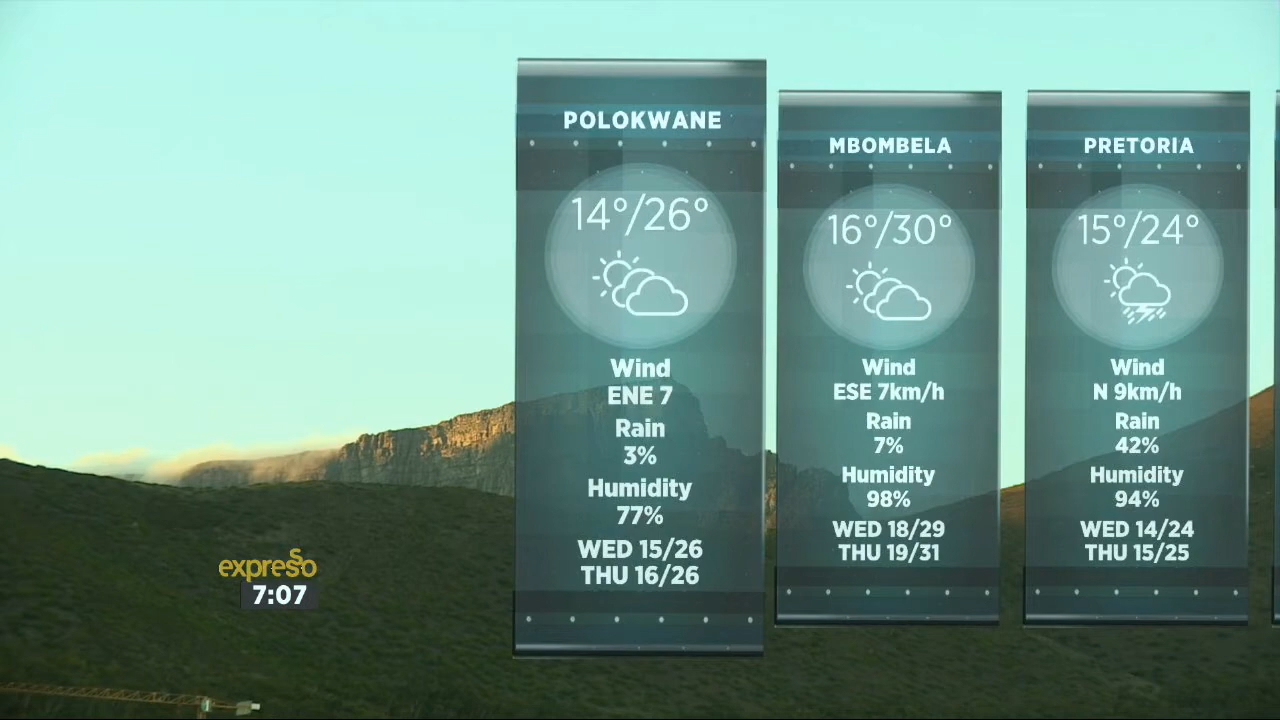 POLOKWANE
14°/26°
Wind
ENE 7
Rain
3%
Humidity
77%
WED 15/26
THU 16/26
MBOMBELA
16°/30°
Wind
ESE 7km/h
Rain
7%
Humidity
98%
WED 18/29
THU 19/31
PRETORIA
15°/24°
Wind
N 9km/h
Rain
42%
Humidity
94%
WED 14/24
THU 15/25
expresso
7:07